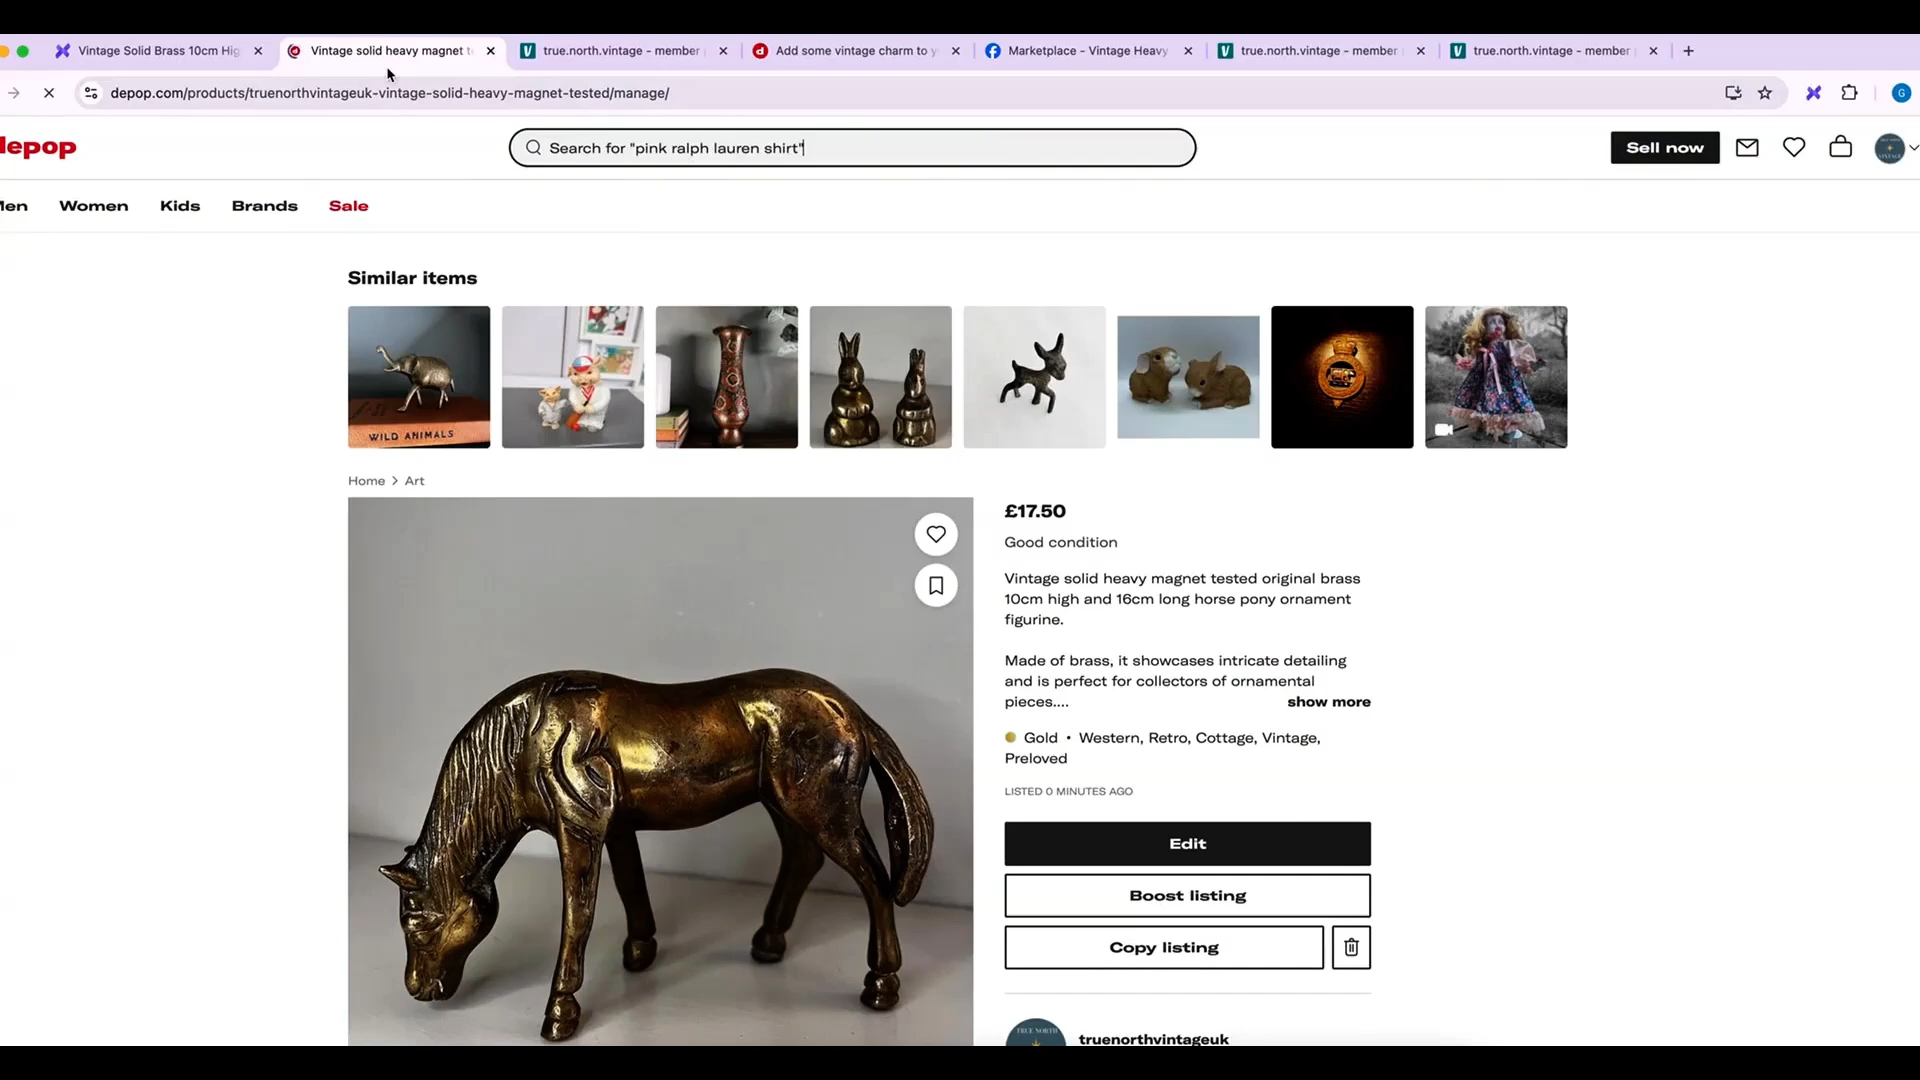 Vintage Solid Brass 10cm Hig
Vintage solid heavy magnet t
true.north.vintage - member
Add some vintage charm to y
Marketplace - Vintage Heavy
true.north.vintage - member
true.north.vintage - member
depop.com/products/truenorthvintageuk-vintage-solid-heavy-magnet-tested/manage/
G
depop
Search for "pink ralph lauren shirt"
Sell now
Men Women Kids Brands Sale
Similar items
WILD ANIMALS
Home > Art
£17.50
Good condition
Vintage solid heavy magnet tested original brass
10cm high and 16cm long horse pony ornament
figurine.
Made of brass, it showcases intricate detailing
and is perfect for collectors of ornamental
pieces.... show more
Gold • Western, Retro, Cottage, Vintage,
Preloved
LISTED 0 MINUTES AGO
Edit
Boost listing
Copy listing
TRUE NORTH
truenorthvintageuk